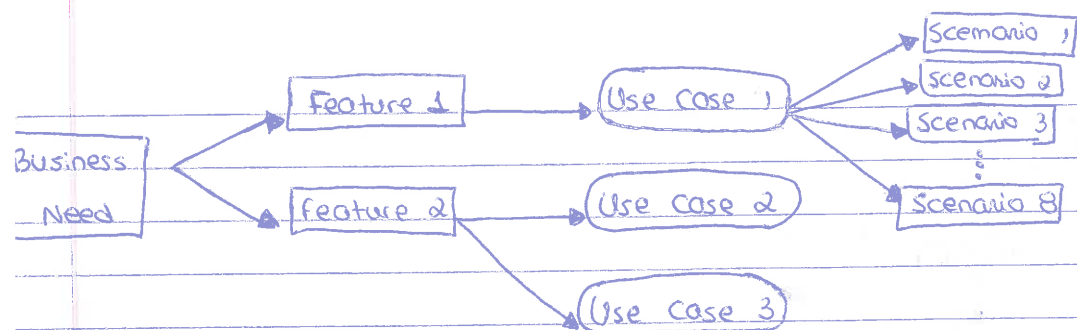 Business
Need
Feature 1
Feature 2
Use case 1
Use case 2
Use case 3
Scemario 1
Scenario 2
Scenario 3
Scenario 8